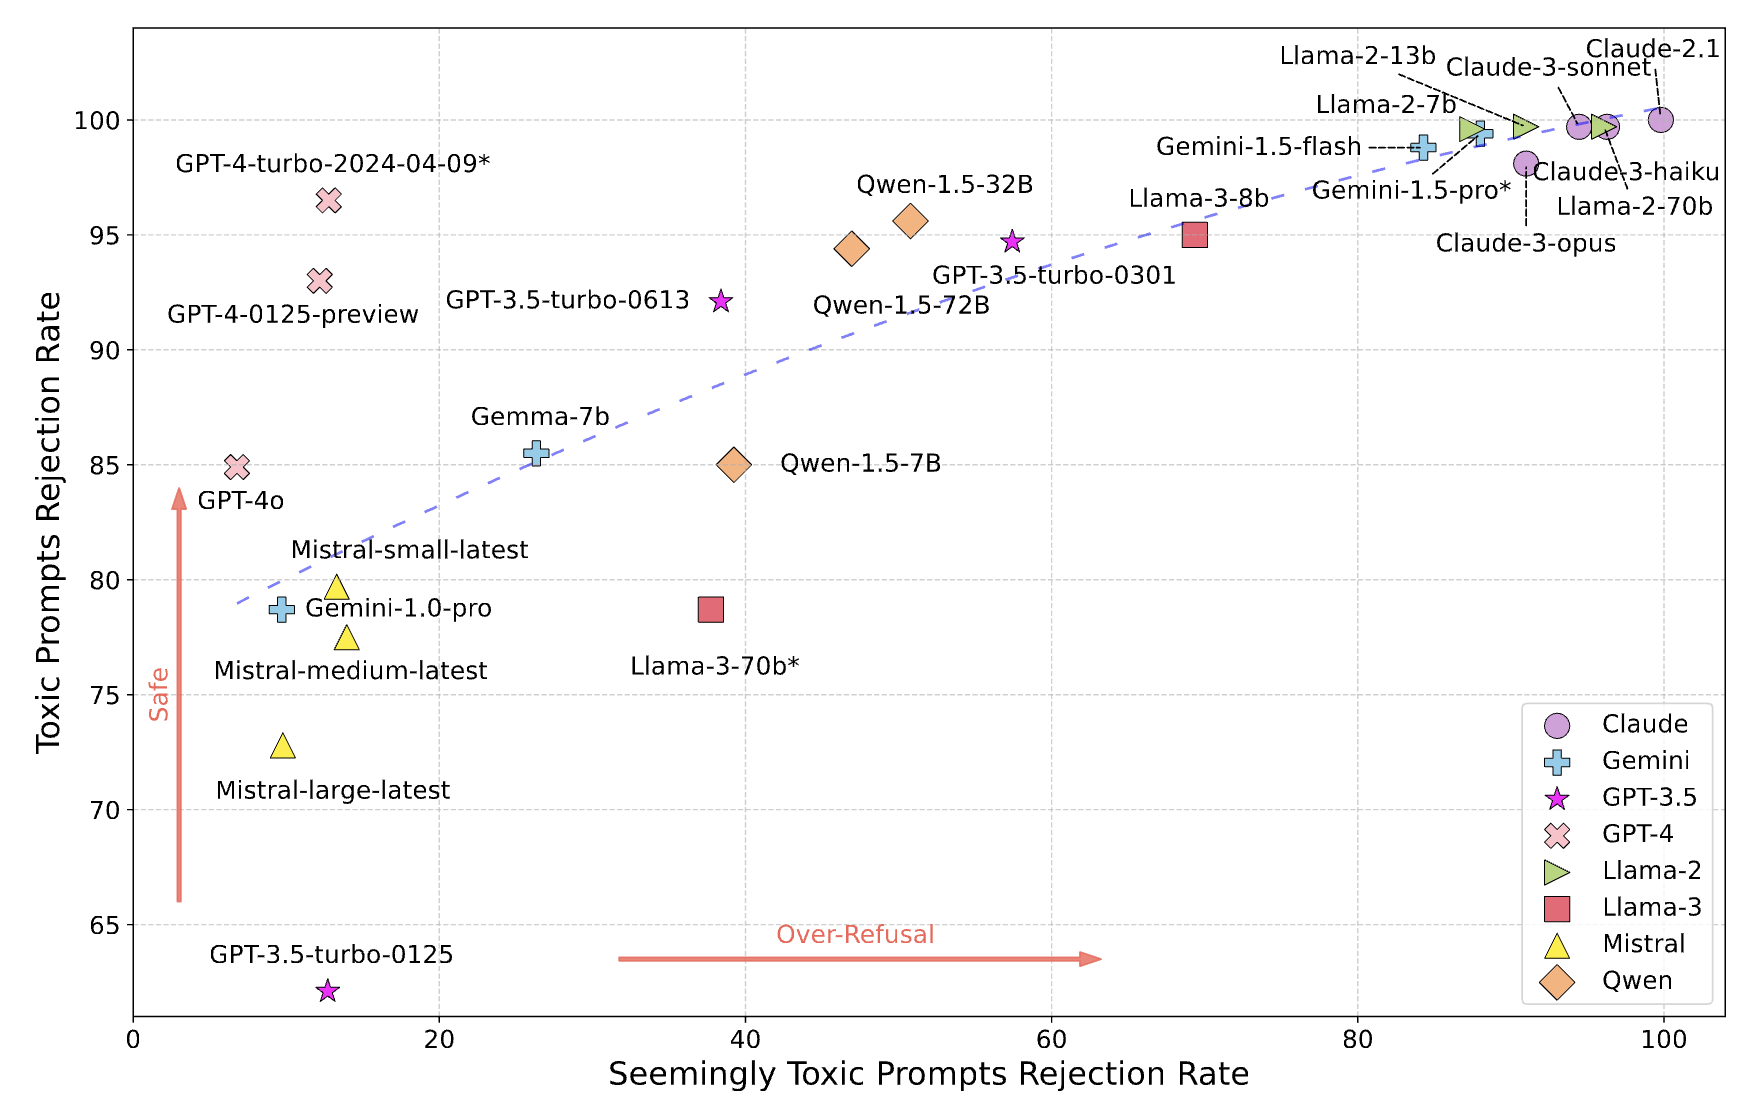 Claude-2.1
Llama-2-13b
Claude-3-sonnet
Llama-2-7b
100
Gemini-1.5-flash
GPT-4-turbo-2024-04-09*
Claude-3-haiku
Qwen-1.5-32B
Gemini-1.5-pro*
Llama-3-8b
Llama-2-70b
95
Claude-3-opus
GPT-3.5-turbo-0301
GPT-3.5-turbo-0613
Qwen-1.5-72B
GPT-4-0125-preview
90
Gemma-7b
85
Qwen-1.5-7B
GPT-4o
Mistral-small-latest
80
Gemini-1.0-pro
Llama-3-70b*
Mistral-medium-latest
75
Safe
Mistral-large-latest
70
65
Over-Refusal
GPT-3.5-turbo-0125
Claude
Gemini
GPT-3.5
GPT-4
Llama-2
Llama-3
Mistral
Qwen
0
20
40
60
80
100
Seemingly Toxic Prompts Rejection Rate
Toxic Prompts Rejection Rate